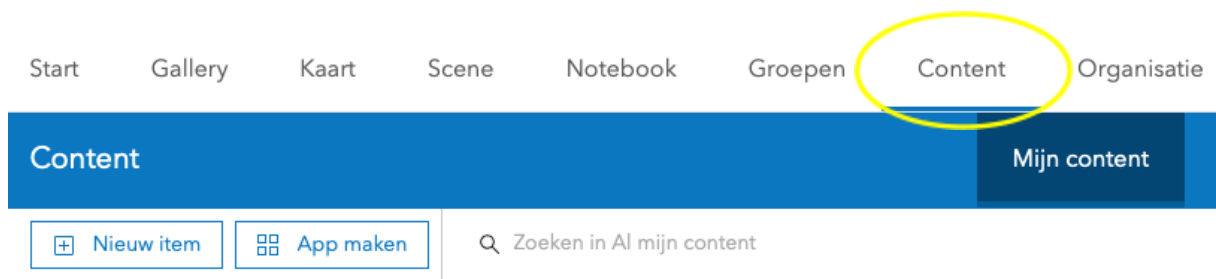 Start Gallery Kaart Scene Notebook Groepen Content Organisatie
Content Mijn content
Nieuw item App maken Zoeken in Al mijn content